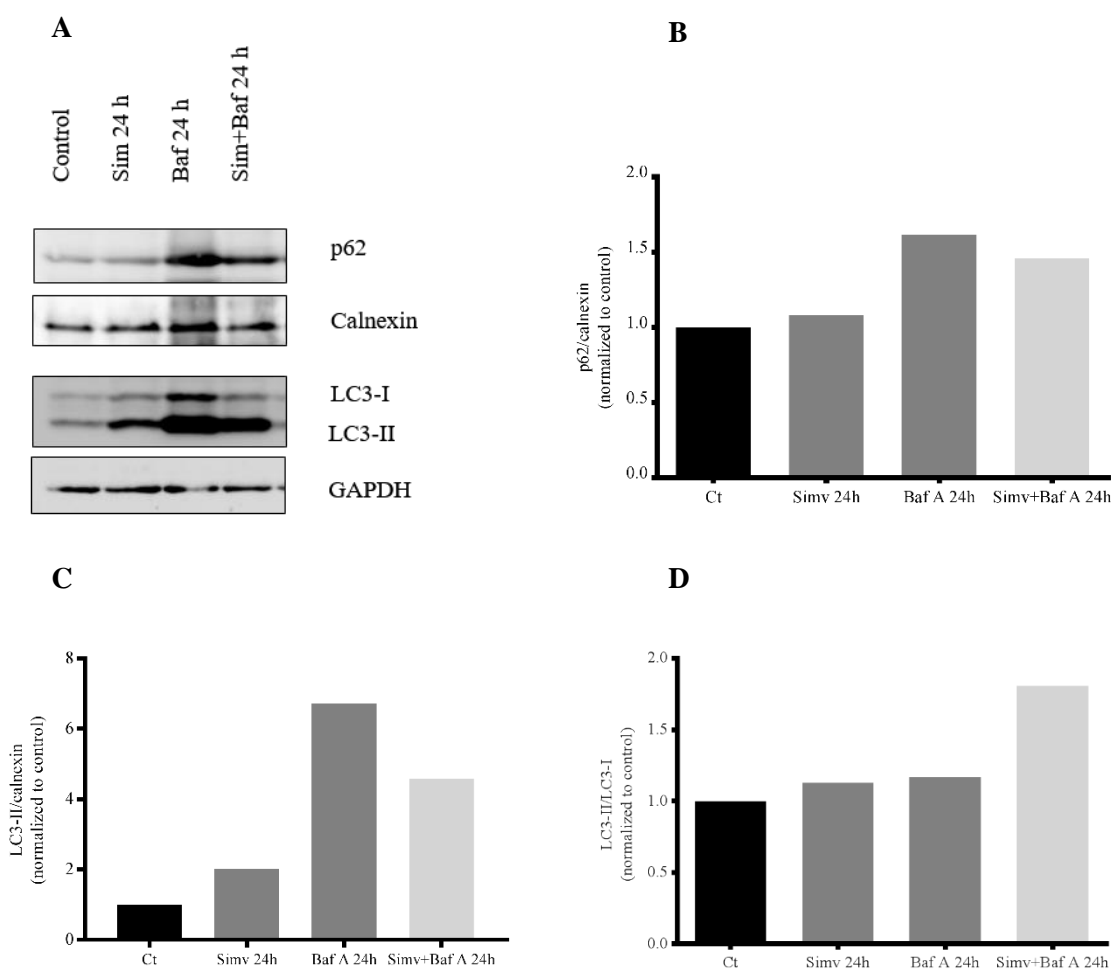 A
Control
Sim 24 h
Baf 24 h
Sim+Baf 24 h
p62
Calnexin
LC3-I
LC3-II
GAPDH
B
p62/calnexin
(normalized to control)
2.0
1.5
1.0
0.5
0.0
Ct
Simv 24h
Baf A 24h
Simv+Baf A 24h
C
LC3-II/calnexin
(normalized to control)
8
6
4
2
0
Ct
Simv 24h
Baf A 24h
Simv+Baf A 24h
D
LC3-II/LC3-I
(normalized to control)
2.0
1.5
1.0
0.5
0.0
Ct
Simv 24h
Baf A 24h
Simv+Baf A 24h